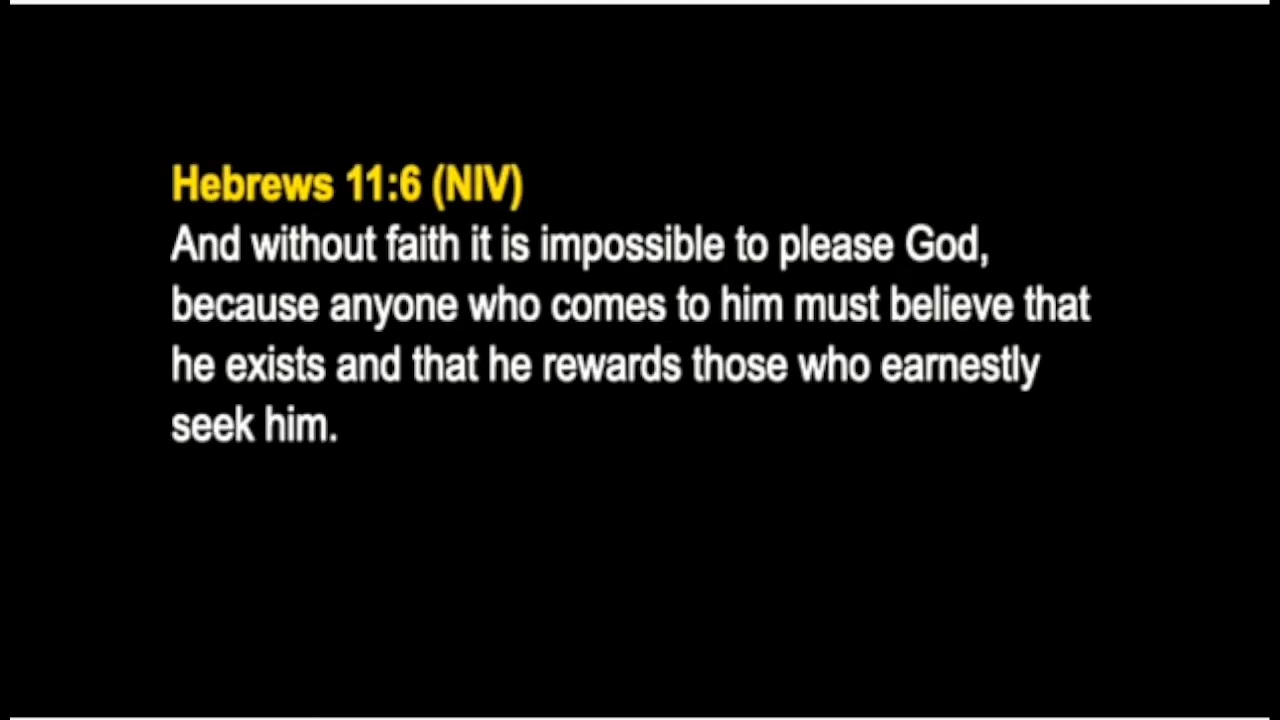 Hebrews 11:6 (NIV)
And without faith it is impossible to please God,
because anyone who comes to him must believe that
he exists and that he rewards those who earnestly
seek him.